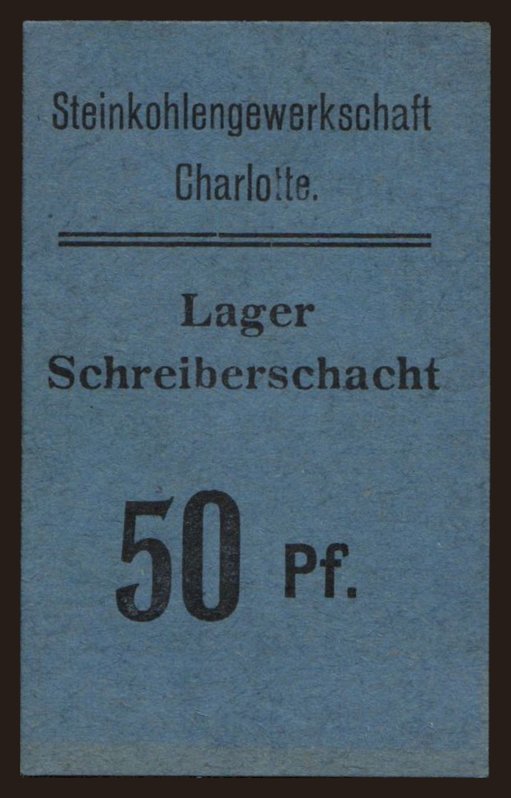 Steinkohlengewerkschaft
Charlotte.
Lager
Schreiberschacht
50 Pf.